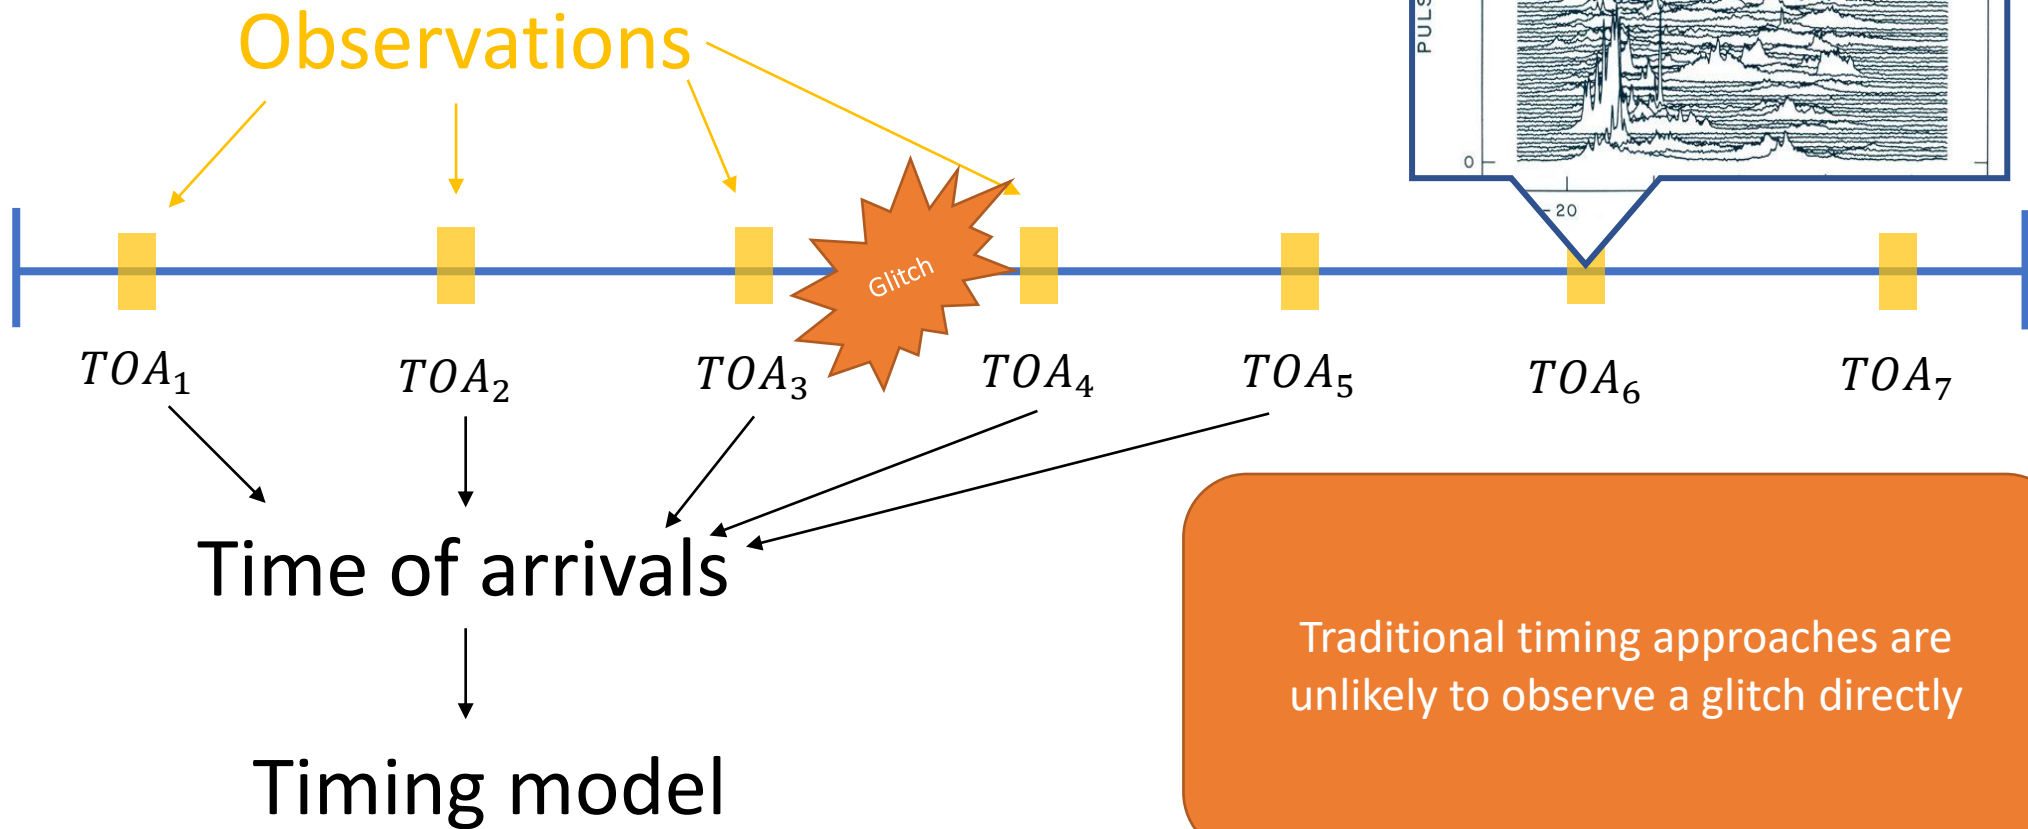 Observations
PULS
0
-20
Glitch
TOA₁ TOA₂ TOA₃ TOA₄ TOA₅ TOA₆ TOA₇
Time of arrivals
Timing model
Traditional timing approaches are
unlikely to observe a glitch directly